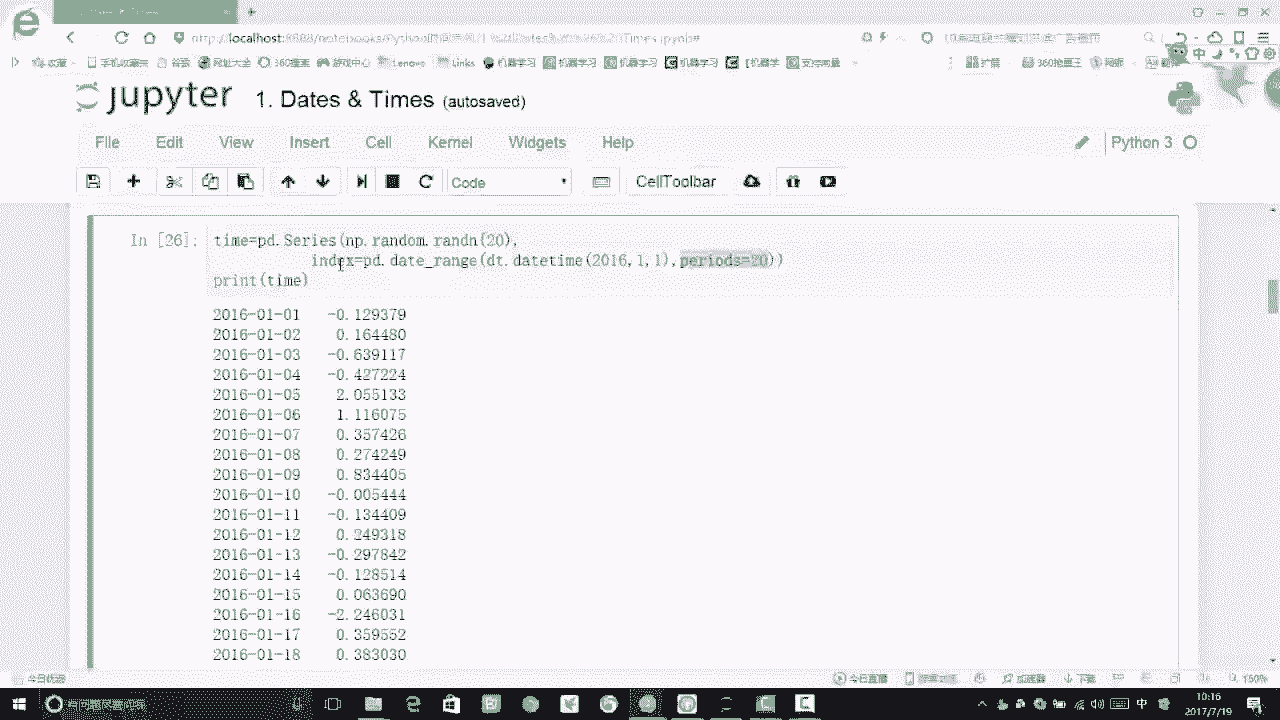 jupyter 1. Dates & Times (autosaved)
File Edit View Insert Cell Kernel Widgets Help
Python 3
Code
CellToolbar
In [26]:
time=pd.Series(np.random.randn(20),
index=pd.date_range(dt.datetime(2016,1,1),periods=20))
print(time)
2016-01-01 -0.129379
2016-01-02 0.164480
2016-01-03 -0.639117
2016-01-04 -0.427224
2016-01-05 2.055133
2016-01-06 1.116075
2016-01-07 0.357426
2016-01-08 0.274249
2016-01-09 0.834405
2016-01-10 -0.005444
2016-01-11 -0.134409
2016-01-12 0.249318
2016-01-13 -0.297842
2016-01-14 -0.128514
2016-01-15 0.063690
2016-01-16 -2.246031
2016-01-17 0.359552
2016-01-18 0.383030
150%
10:16
2017/7/19